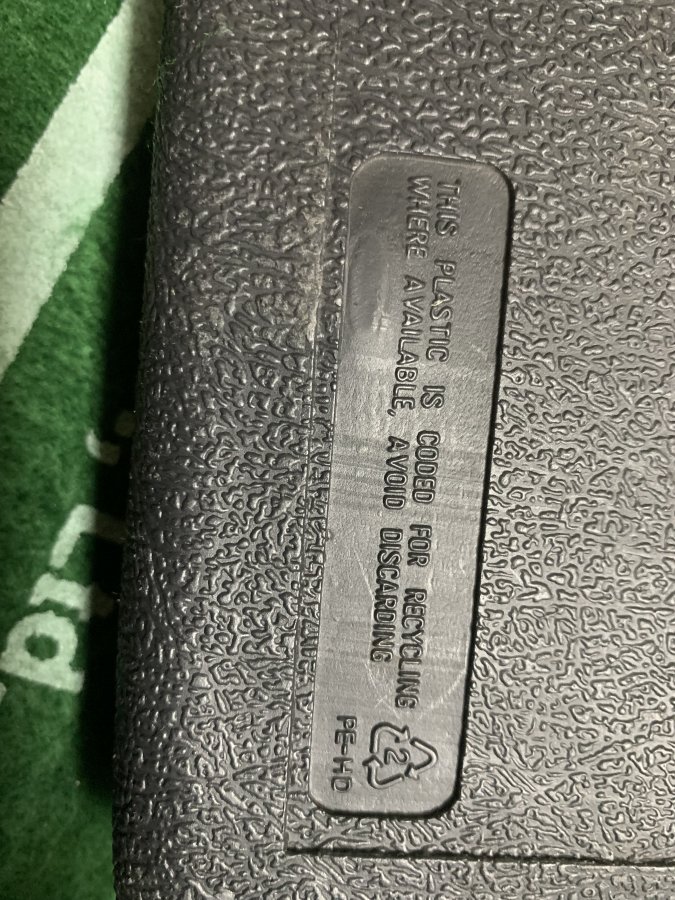 THIS PLASTIC IS CODED FOR RECYCLING
WHERE AVAILABLE, AVOID DISCARDING
2
PE-HD